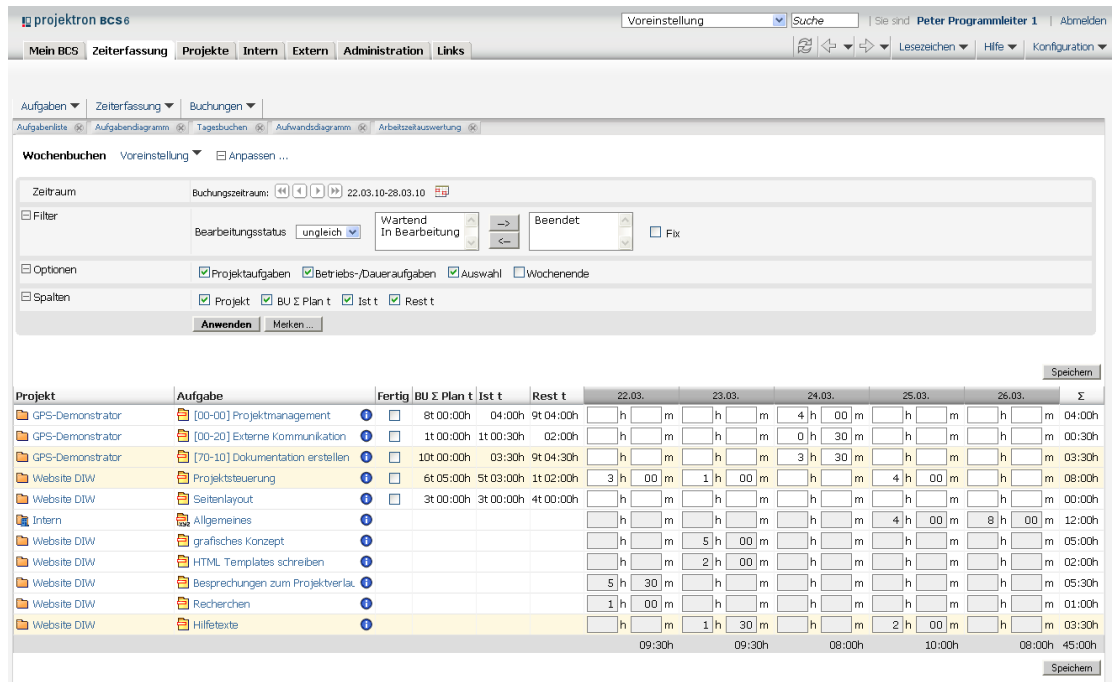 projektron BCS6 Voreinstellung Suche | Sie sind Peter Programmleiter 1 | Abmelden
Mein BCS Zeiterfassung Projekte Intern Extern Administration Links Lesezeichen Hilfe Konfiguration
Aufgaben Zeiterfassung Buchungen
Aufgabenliste Aufgabendiagramm Tagesbuchen Aufwandsdiagramm Arbeitszeitauswertung
Wochenbuchen Voreinstellung Anpassen ...
Zeitraum Buchungszeitraum: 22.03.10-28.03.10
Filter Bearbeitungsstatus ungleich Wartend --> Beendet Fix
In Bearbeitung <--
Optionen Projektaufgaben Betriebs-/Daueraufgaben Auswahl Wochenende
Spalten Projekt BU Σ Plan t Ist t Rest t
Anwenden Merken ...
Speichern
Projekt Aufgabe Fertig BU Σ Plan t Ist t Rest t 22.03. 23.03. 24.03. 25.03. 26.03. Σ
GPS-Demonstrator [00-00] Projektmanagement 8t 00:00h 04:00h 9t 04:00h h m h m 4 h 00 m h m h m 04:00h
GPS-Demonstrator [00-20] Externe Kommunikation 1t 00:00h 1t 00:30h 02:00h h m h m 0 h 30 m h m h m 00:30h
GPS-Demonstrator [70-10] Dokumentation erstellen 10t 00:00h 03:30h 9t 04:30h h m h m 3 h 30 m h m h m 03:30h
Website DIW Projektsteuerung 6t 05:00h 5t 03:00h 1t 02:00h 3 h 00 m 1 h 00 m h m 4 h 00 m h m 08:00h
Website DIW Seitenlayout 3t 00:00h 3t 00:00h 4t 00:00h h m h m h m h m h m 00:00h
Intern Allgemeines h m h m h m 4 h 00 m 8 h 00 m 12:00h
Website DIW grafisches Konzept h m 5 h 00 m h m h m h m 05:00h
Website DIW HTML Templates schreiben h m 2 h 00 m h m h m h m 02:00h
Website DIW Besprechungen zum Projektverlau 5 h 30 m h m h m h m h m 05:30h
Website DIW Recherchen 1 h 00 m h m h m h m h m 01:00h
Website DIW Hilfetexte h m 1 h 30 m h m 2 h 00 m h m 03:30h
09:30h 09:30h 08:00h 10:00h 08:00h 45:00h
Speichern